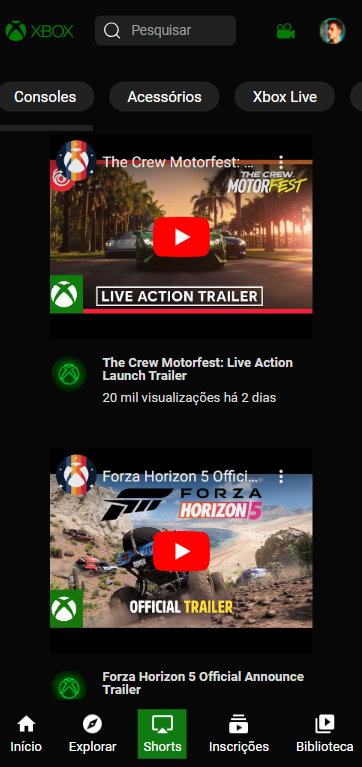 XBOX
Pesquisar
Consoles
Acessórios
Xbox Live
The Crew Motorfest: ...
THE CREW
MOTORFEST
LIVE ACTION TRAILER
The Crew Motorfest: Live Action
Launch Trailer
20 mil visualizações há 2 dias
Forza Horizon 5 Offici...
FORZA
HORIZON 5
OFFICIAL TRAILER
Forza Horizon 5 Official Announce
Trailer
Início
Explorar
Shorts
Inscrições
Biblioteca